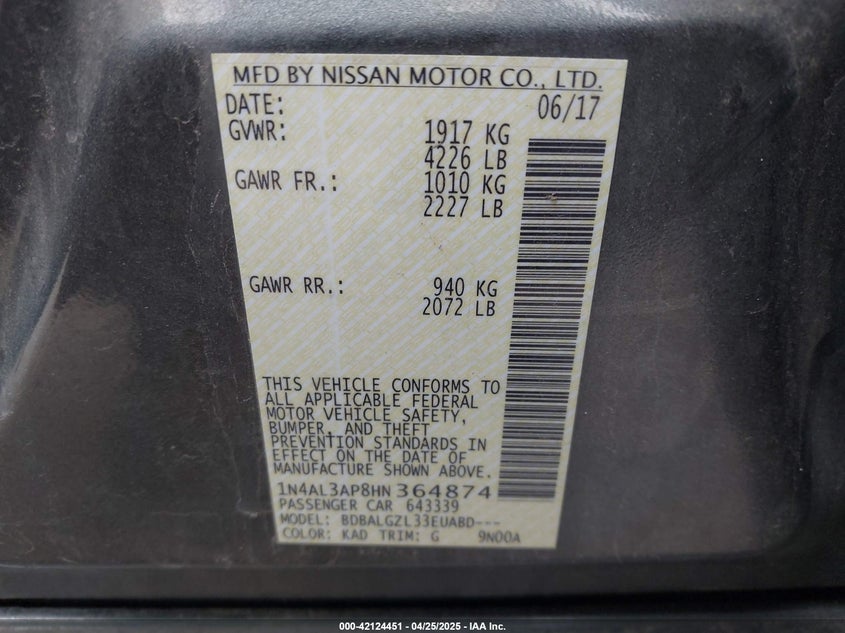 MFD BY NISSAN MOTOR CO., LTD.
DATE: 06/17
GVWR: 1917 KG
4226 LB
GAWR FR.: 1010 KG
2227 LB
GAWR RR.: 940 KG
2072 LB
THIS VEHICLE CONFORMS TO
ALL APPLICABLE FEDERAL
MOTOR VEHICLE SAFETY,
BUMPER, AND THEFT
PREVENTION STANDARDS IN
EFFECT ON THE DATE OF
MANUFACTURE SHOWN ABOVE.
1N4AL3AP8HN 364874
PASSENGER CAR 643339
MODEL: BDBALGZL33EUABD---
COLOR: KAD TRIM: G 9N00A
000-42124451 - 04/25/2025 - IAA Inc.